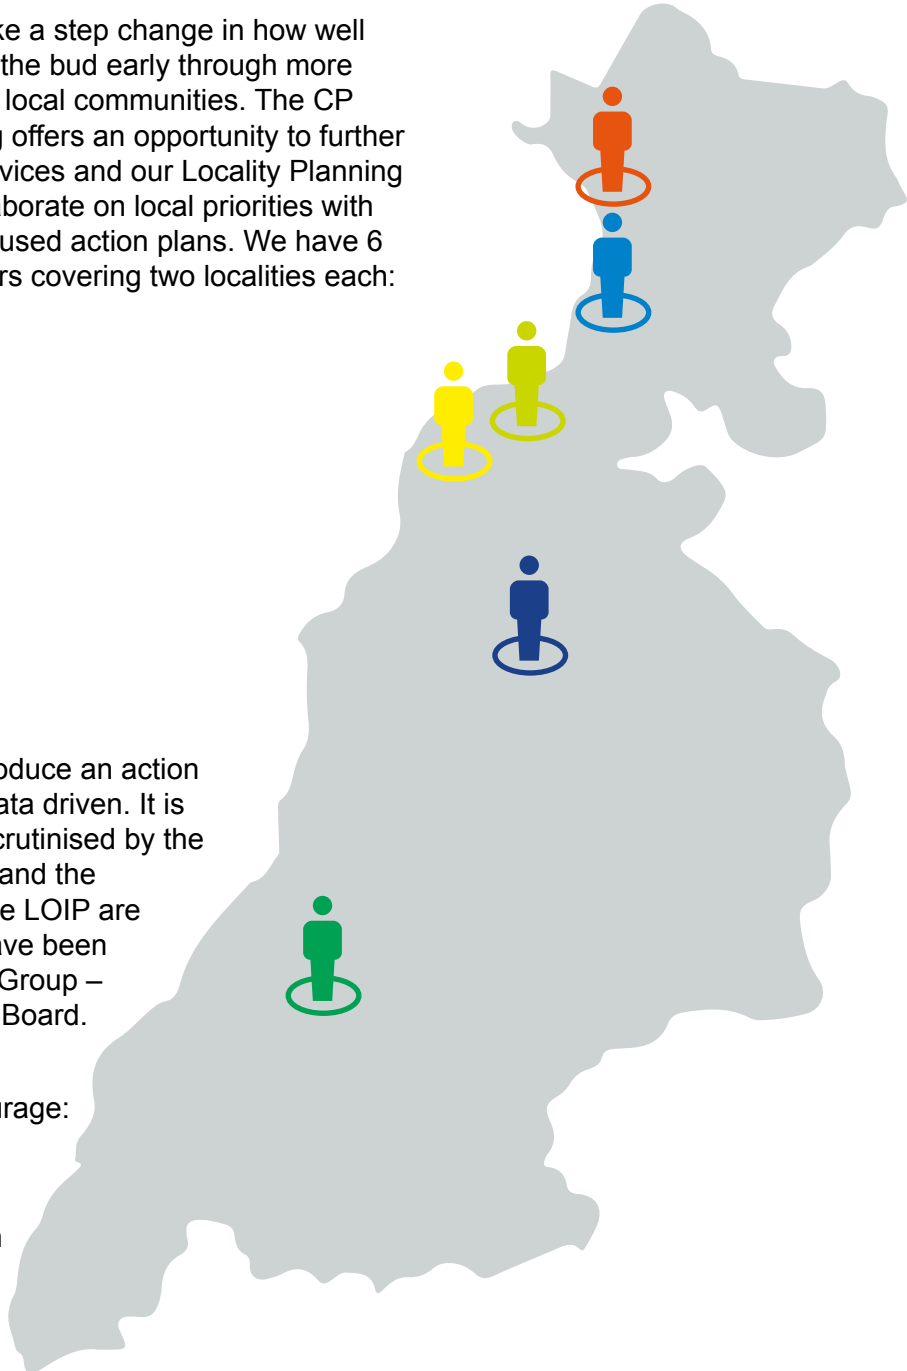 ke a step change in how well
the bud early through more
local communities. The CP
g offers an opportunity to further
vices and our Locality Planning
aborate on local priorities with
used action plans. We have 6
rs covering two localities each:
oduce an action
ata driven. It is
crutinised by the
and the
e LOIP are
ave been
Group –
Board.
urage: